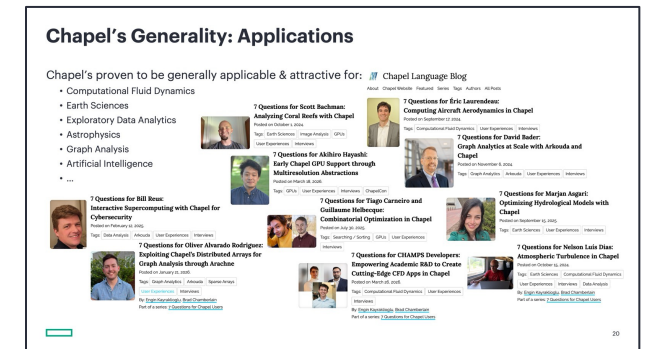 Chapel's Generality: Applications
Chapel's proven to be generally applicable & attractive for:
• Computational Fluid Dynamics
• Earth Sciences
• Exploratory Data Analytics
• Astrophysics
• Graph Analysis
• Artificial Intelligence
• ...
Chapel Language Blog
About Chapel Website Featured Series Tags Authors All Posts
7 Questions for Scott Bachman:
Analyzing Coral Reefs with Chapel
Posted on October 1, 2024.
Tags: Earth Sciences Image Analysis GPUs
User Experiences Interviews
7 Questions for Éric Laurendeau:
Computing Aircraft Aerodynamics in Chapel
Posted on September 17, 2024.
Tags: Computational Fluid Dynamics User Experiences Interviews
7 Questions for David Bader:
Graph Analytics at Scale with Arkouda and
Chapel
Posted on November 6, 2024.
Tags: Graph Analytics Arkouda User Experiences Interviews
7 Questions for Akihiro Hayashi:
Early Chapel GPU Support through
Multiresolution Abstractions
Posted on March 18, 2026.
Tags: GPUs User Experiences Interviews ChapelCon
7 Questions for Bill Reus:
Interactive Supercomputing with Chapel for
Cybersecurity
Posted on February 12, 2025.
Tags: Data Analysis Arkouda User Experiences Interviews
7 Questions for Tiago Carneiro and
Guillaume Helbecque:
Combinatorial Optimization in Chapel
Posted on July 30, 2025.
Tags: Searching / Sorting GPUs User Experiences
Interviews
7 Questions for Marjan Asgari:
Optimizing Hydrological Models with
Chapel
Posted on September 15, 2025.
Tags: Earth Sciences User Experiences Interviews
7 Questions for Oliver Alvarado Rodriguez:
Exploiting Chapel's Distributed Arrays for
Graph Analysis through Arachne
Posted on January 21, 2026.
Tags: Graph Analytics Arkouda Sparse Arrays
User Experiences Interviews
By: Engin Kayraklioglu, Brad Chamberlain
Part of a series: 7 Questions for Chapel Users
7 Questions for CHAMPS Developers:
Empowering Academic R&D to Create
Cutting-Edge CFD Apps in Chapel
Posted on March 26, 2026.
Tags: Computational Fluid Dynamics User Experiences
Interviews
By: Engin Kayraklioglu, Brad Chamberlain
Part of a series: 7 Questions for Chapel Users
7 Questions for Nelson Luís Dias:
Atmospheric Turbulence in Chapel
Posted on October 15, 2024.
Tags: Earth Sciences Computational Fluid Dynamics
User Experiences Interviews Data Analysis
By: Engin Kayraklioglu, Brad Chamberlain
Part of a series: 7 Questions for Chapel Users
20